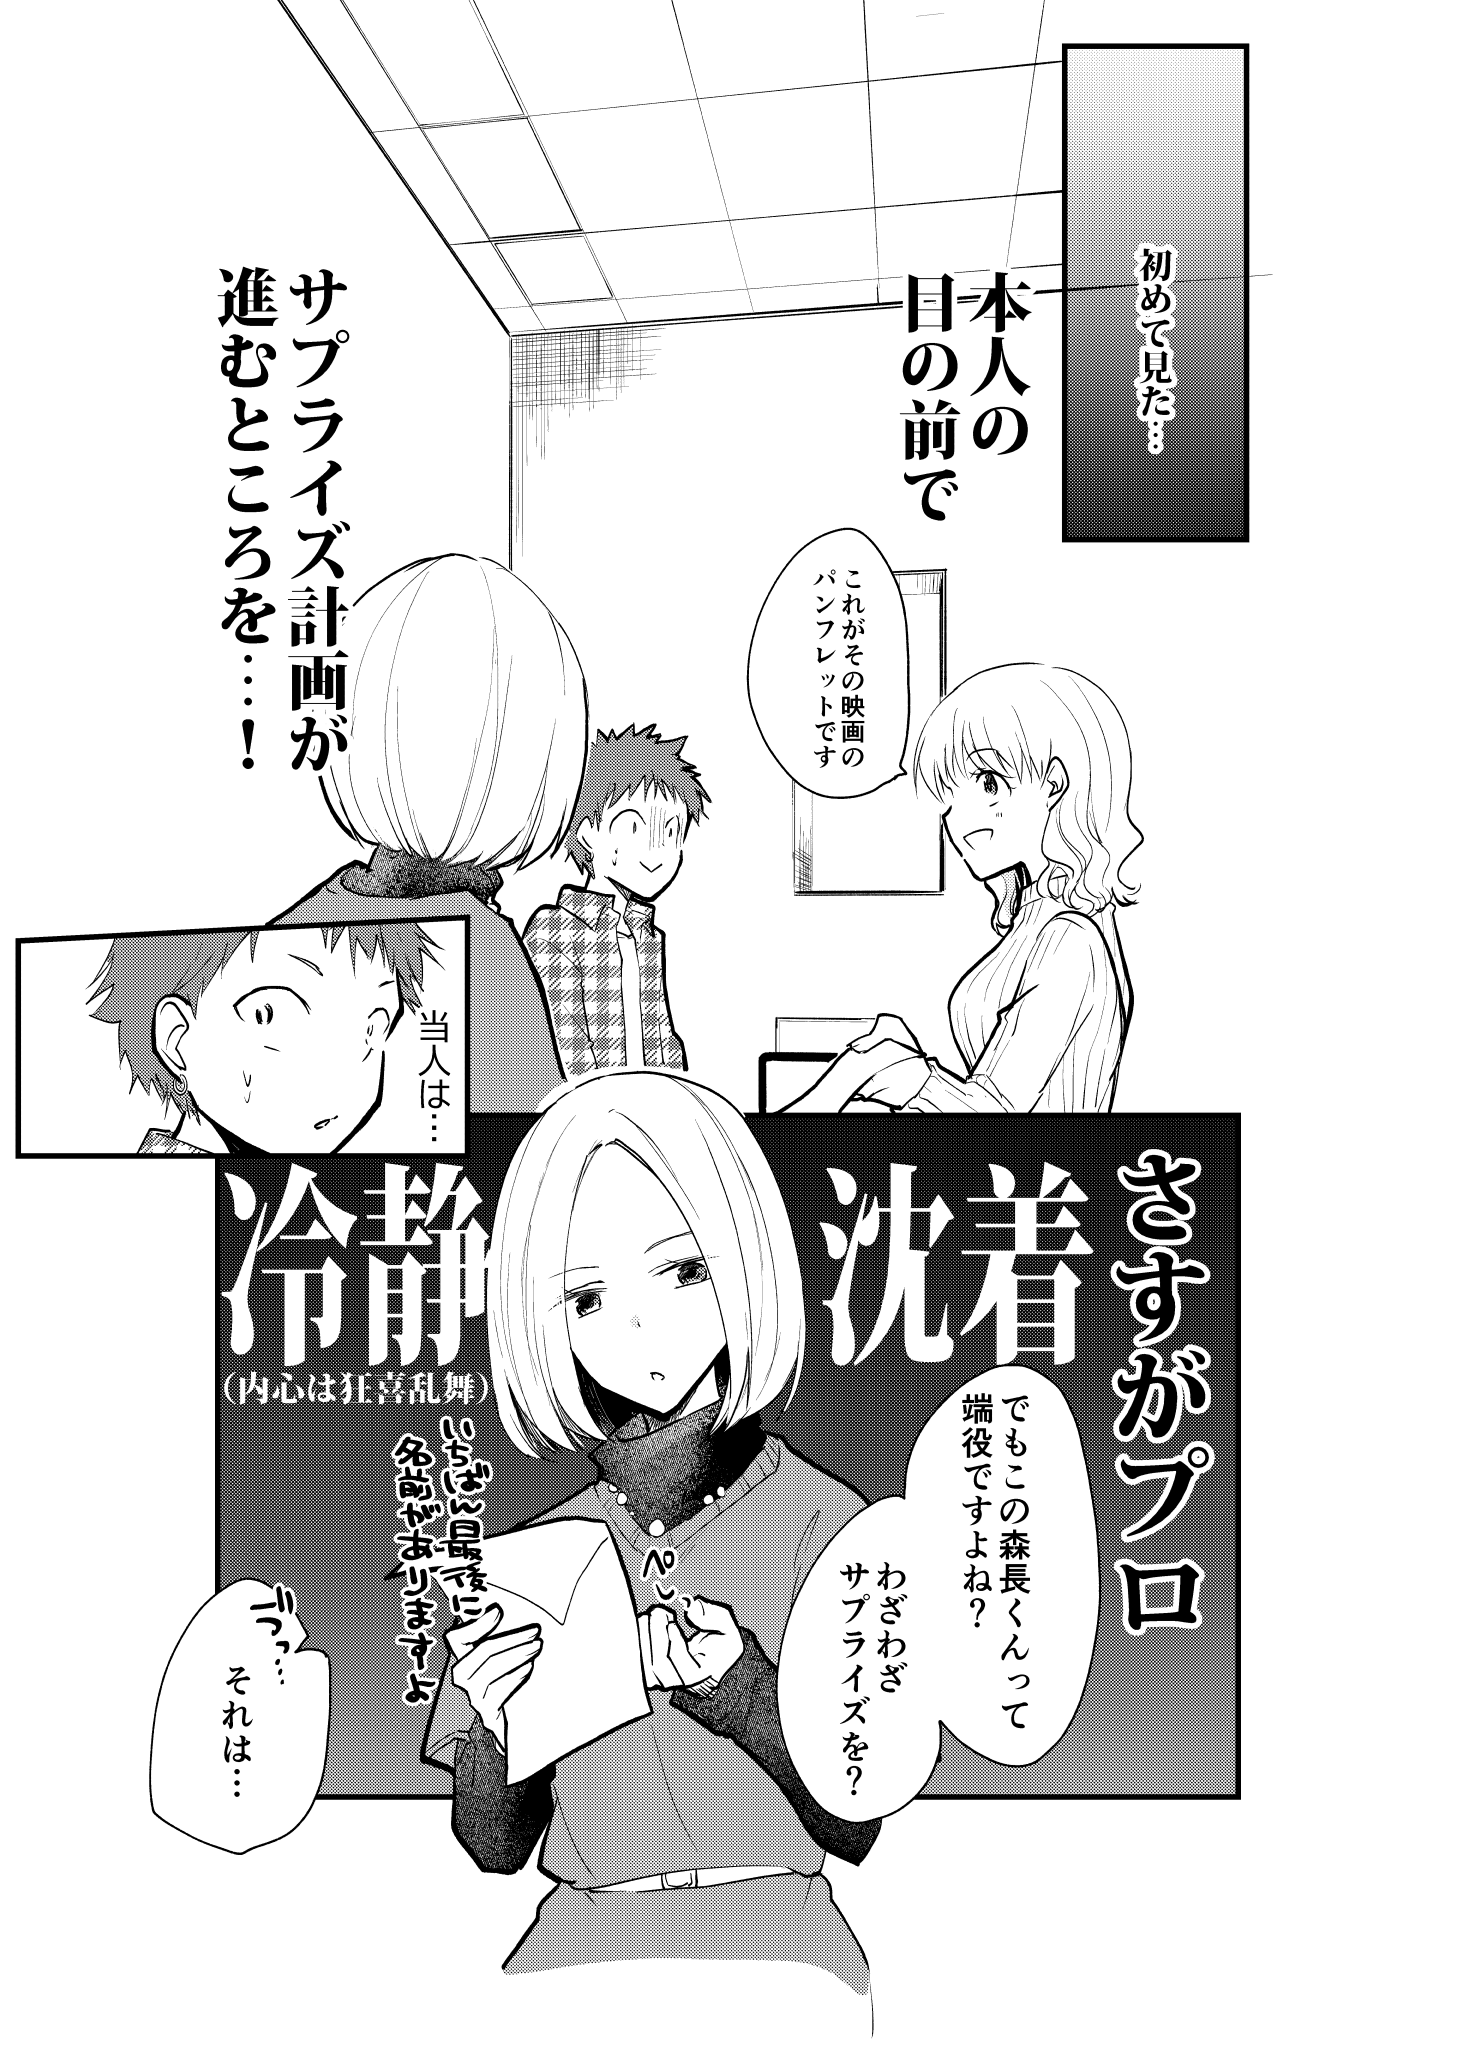 初めて見た…
本人の
目の前で
サプライズ計画が
進むところを…！
これがその映画の
パンフレットです
当人は…
さすがプロ
沈着
冷静
（内心は狂喜乱舞）
でもこの森長くんって
端役ですよね？
わざわざ
サプライズを？
ペらっ
いちばん最後に
名前がありますよ
うっ…
それは…